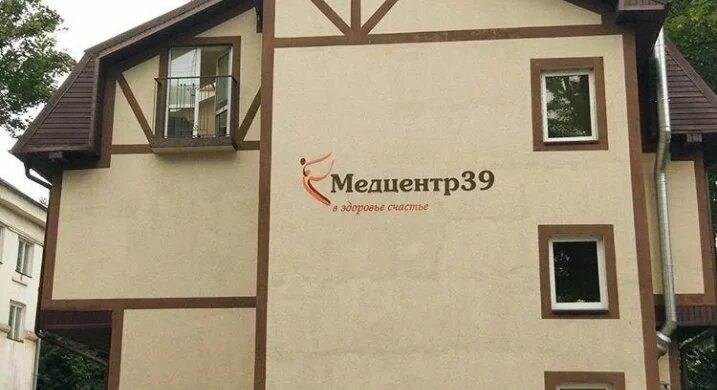 Медцентр39
в здоровье счастье